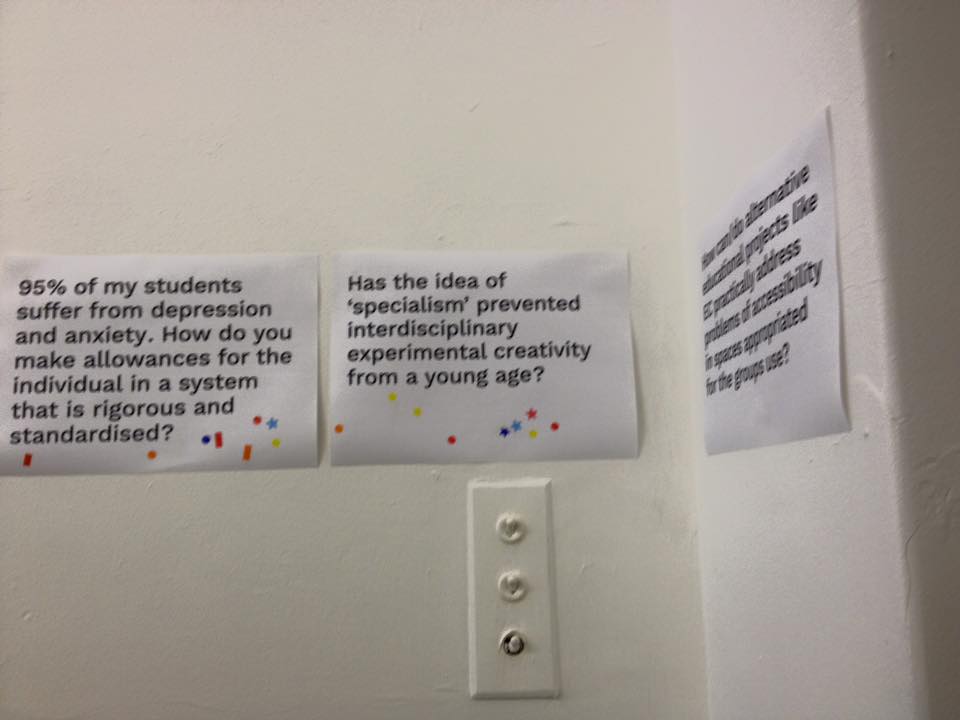 95% of my students
suffer from depression
and anxiety. How do you
make allowances for the
individual in a system
that is rigorous and
standardised?
Has the idea of
‘specialism’ prevented
interdisciplinary
experimental creativity
from a young age?
How can/do alternative
educational projects like
EC practically address
problems of accessibility
in spaces appropriated
for the groups use?